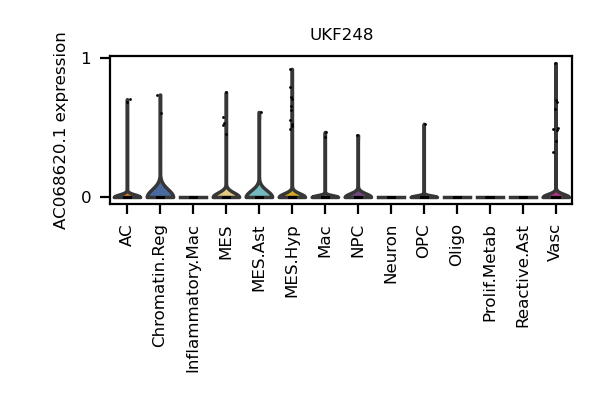 UKF248
AC068620.1 expression
1
0
AC
Chromatin.Reg
Inflammatory.Mac
MES
MES.Ast
MES.Hyp
Mac
NPC
Neuron
OPC
Oligo
Prolif.Metab
Reactive.Ast
Vasc